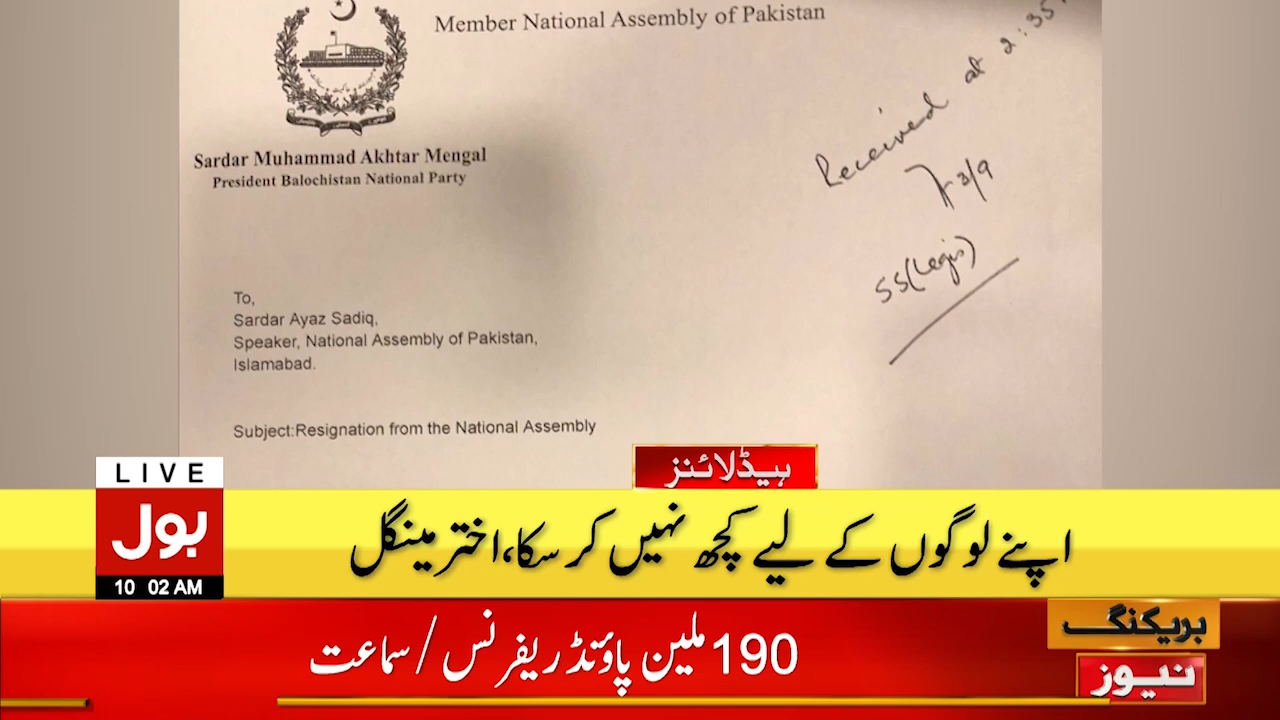 Member National Assembly of Pakistan
Received at 2:35
3/9
SS(Legis)
Sardar Muhammad Akhtar Mengal
President Balochistan National Party
To,
Sardar Ayaz Sadiq,
Speaker, National Assembly of Pakistan,
Islamabad.
Subject:Resignation from the National Assembly
ہیڈلائنز
LIVE
بول
10 02 AM
اپنے لوگوں کے لیے کچھ نہیں کر سکا، اختر مینگل
190 ملین پاؤنڈ ریفرنس / سماعت
بریکنگ
نیوز